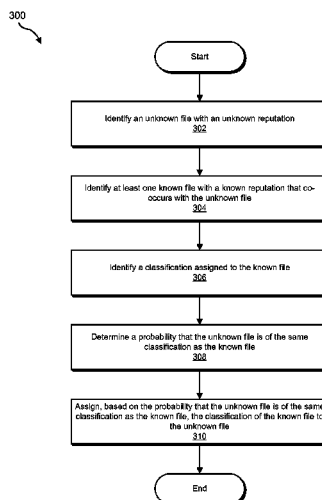 300
Start
Identify an unknown file with an unknown reputation
302
Identify at least one known file with a known reputation that co-
occurs with the unknown file
304
Identify a classification assigned to the known file
306
Determine a probability that the unknown file is of the same
classification as the known file
308
Assign, based on the probability that the unknown file is of the same
classification as the known file, the classification of the known file to
the unknown file
310
End